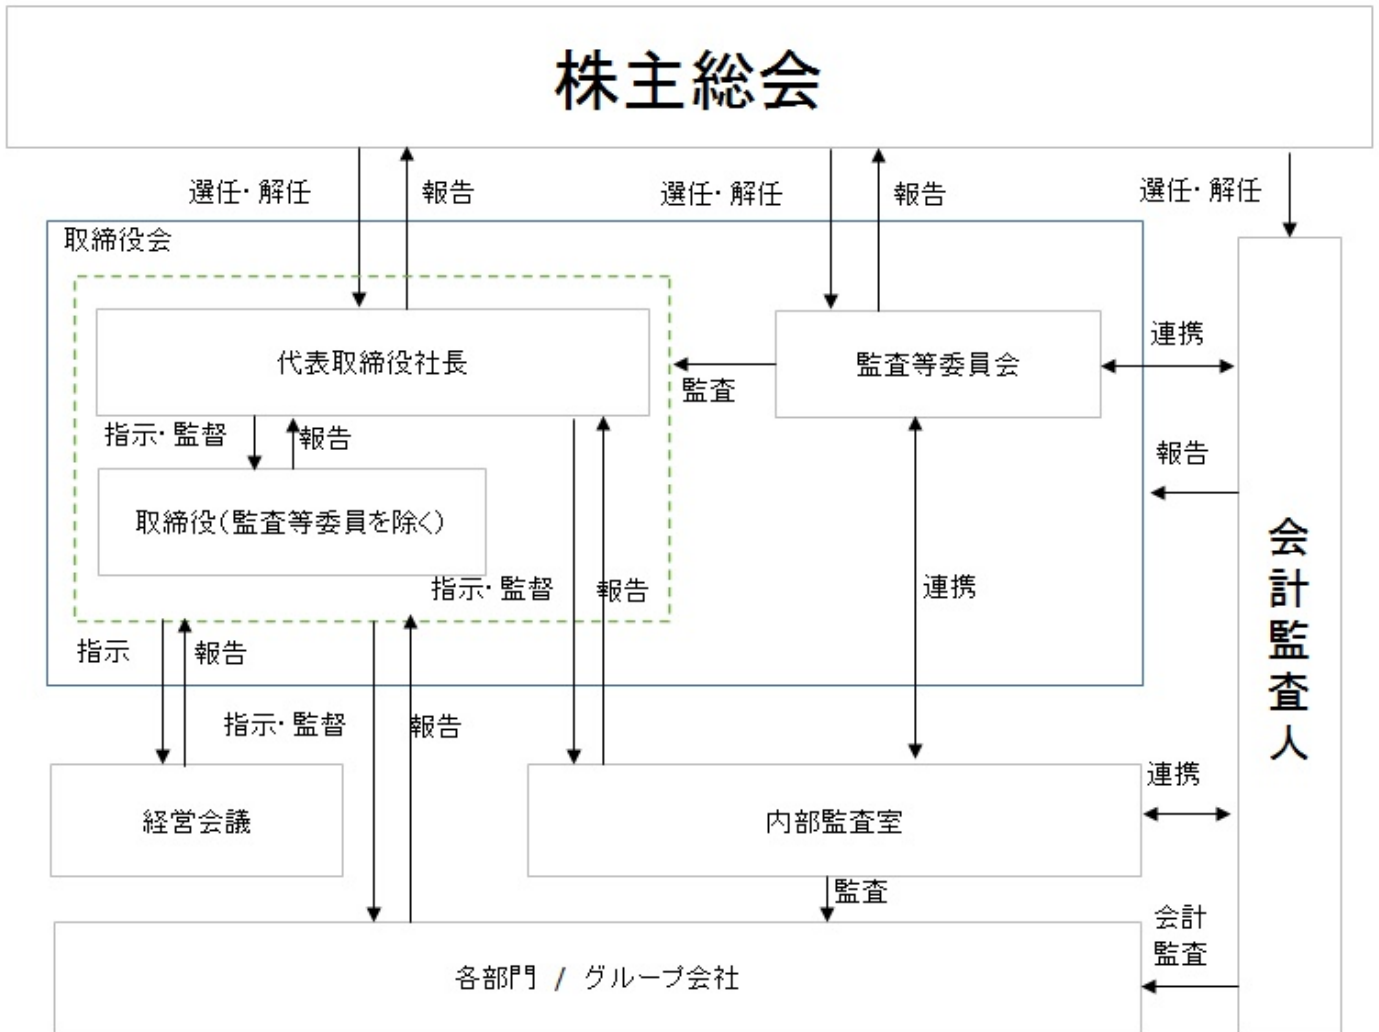 株主総会
選任・解任
報告
選任・解任
報告
選任・解任
取締役会
代表取締役社長
監査等委員会
連携
監査
指示・監督
報告
報告
取締役(監査等委員を除く)
指示・監督
報告
連携
会計監査人
指示
報告
指示・監督
報告
連携
経営会議
内部監査室
監査
会計
監査
各部門 / グループ会社